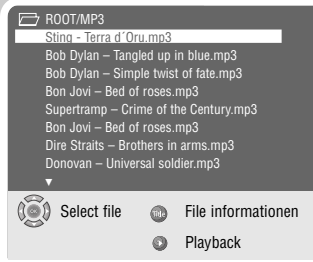 ROOT/MP3
Sting - Terra d´Oru.mp3
Bob Dylan – Tangled up in blue.mp3
Bob Dylan – Simple twist of fate.mp3
Bon Jovi – Bed of roses.mp3
Supertramp – Crime of the Century.mp3
Bon Jovi – Bed of roses.mp3
Dire Straits – Brothers in arms.mp3
Donovan – Universal soldier.mp3
OK Select file Title File informationen
Playback